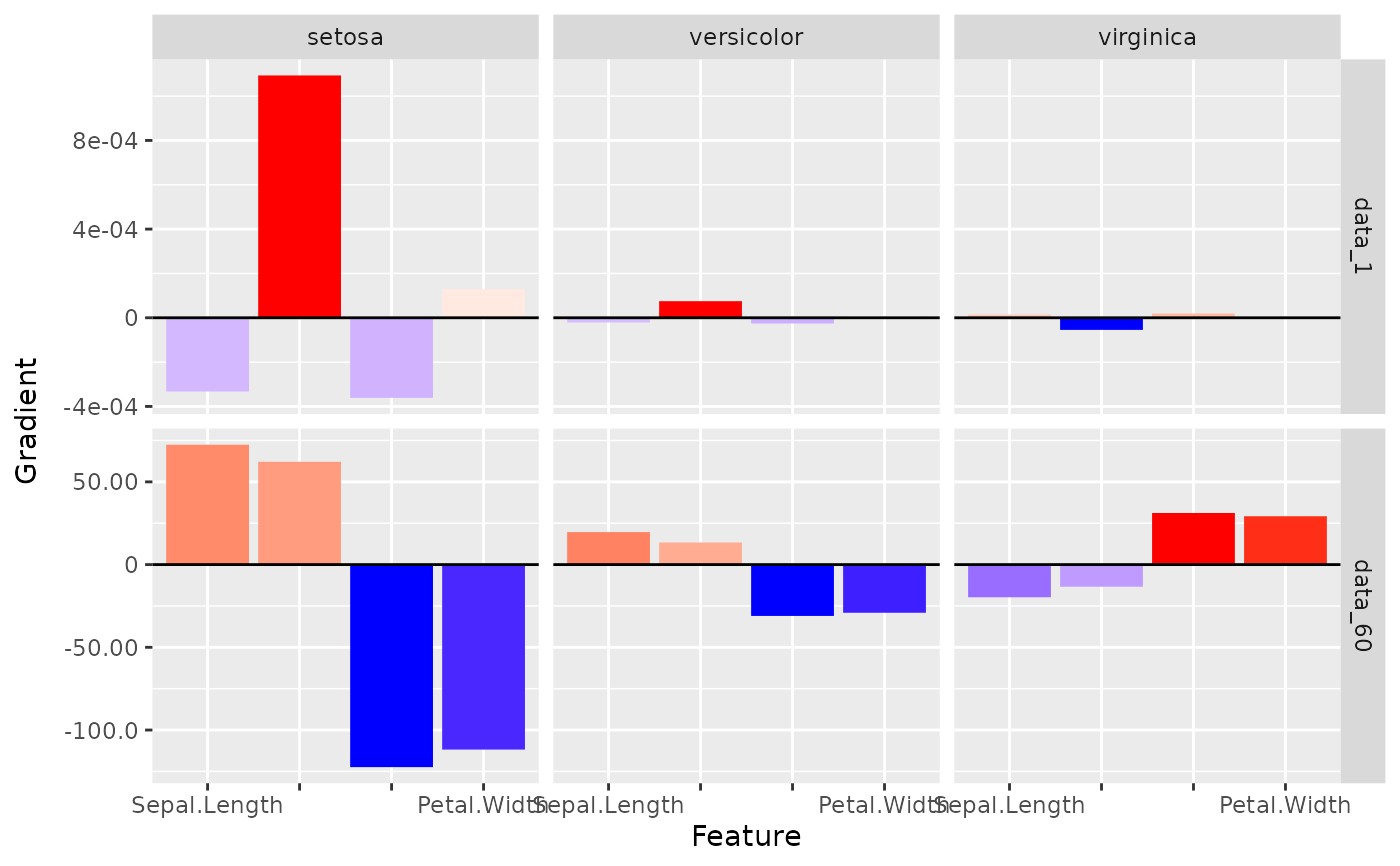 setosa versicolor virginica
8e-04
4e-04
0
-4e-04
data_1
50.00
0
-50.00
-100.0
data_60
Gradient
Sepal.Length Petal.Width Sepal.Length Petal.Width Sepal.Length Petal.Width
Feature